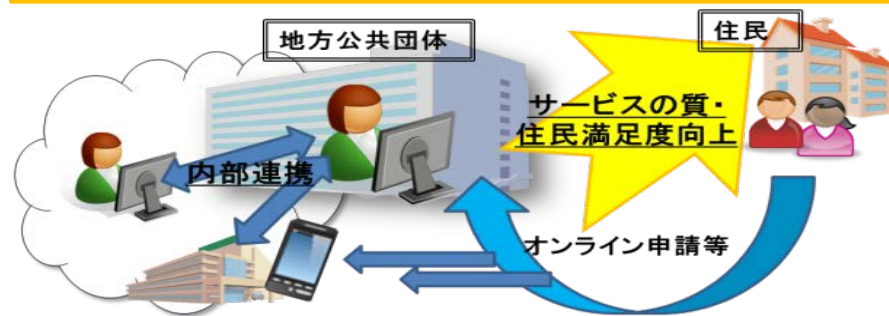 地方公共団体
住民
サービスの質・
住民満足度向上
内部連携
オンライン申請等